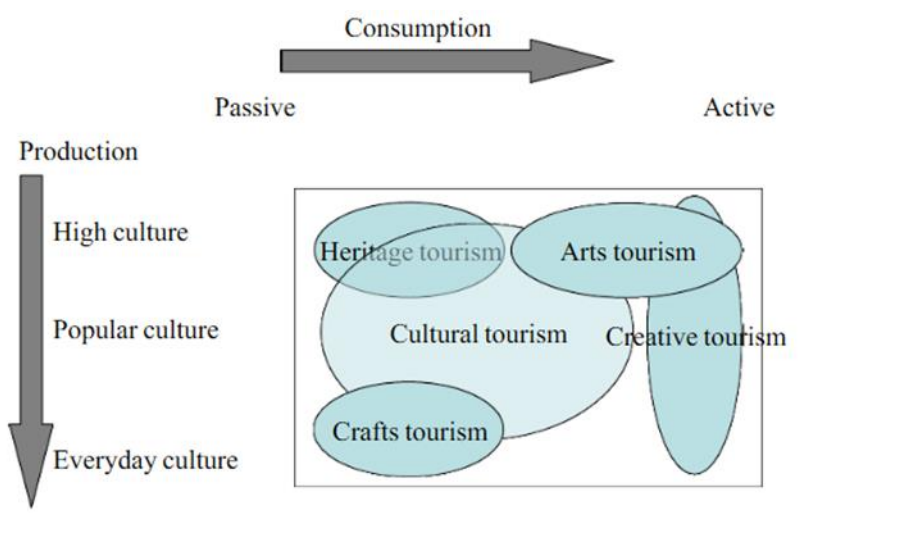 Consumption
Passive
Active
Production
High culture
Heritage tourism
Arts tourism
Popular culture
Cultural tourism
Creative tourism
Crafts tourism
Everyday culture